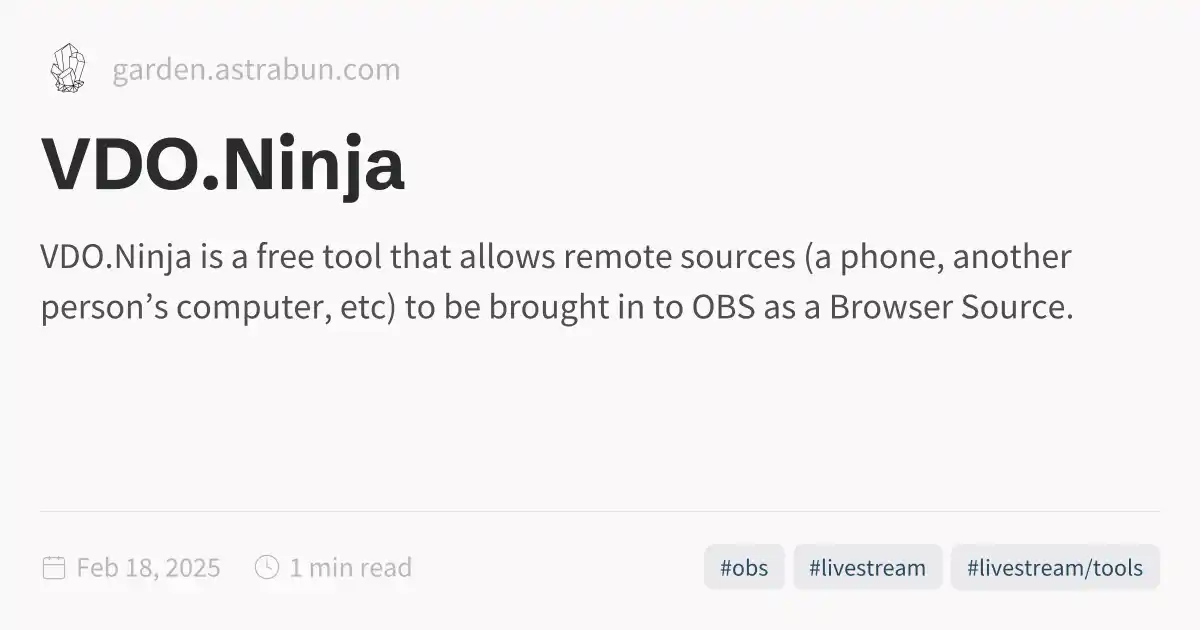 garden.astrabun.com
VDO.Ninja
VDO.Ninja is a free tool that allows remote sources (a phone, another
person’s computer, etc) to be brought in to OBS as a Browser Source.
Feb 18, 2025 1 min read #obs #livestream #livestream/tools